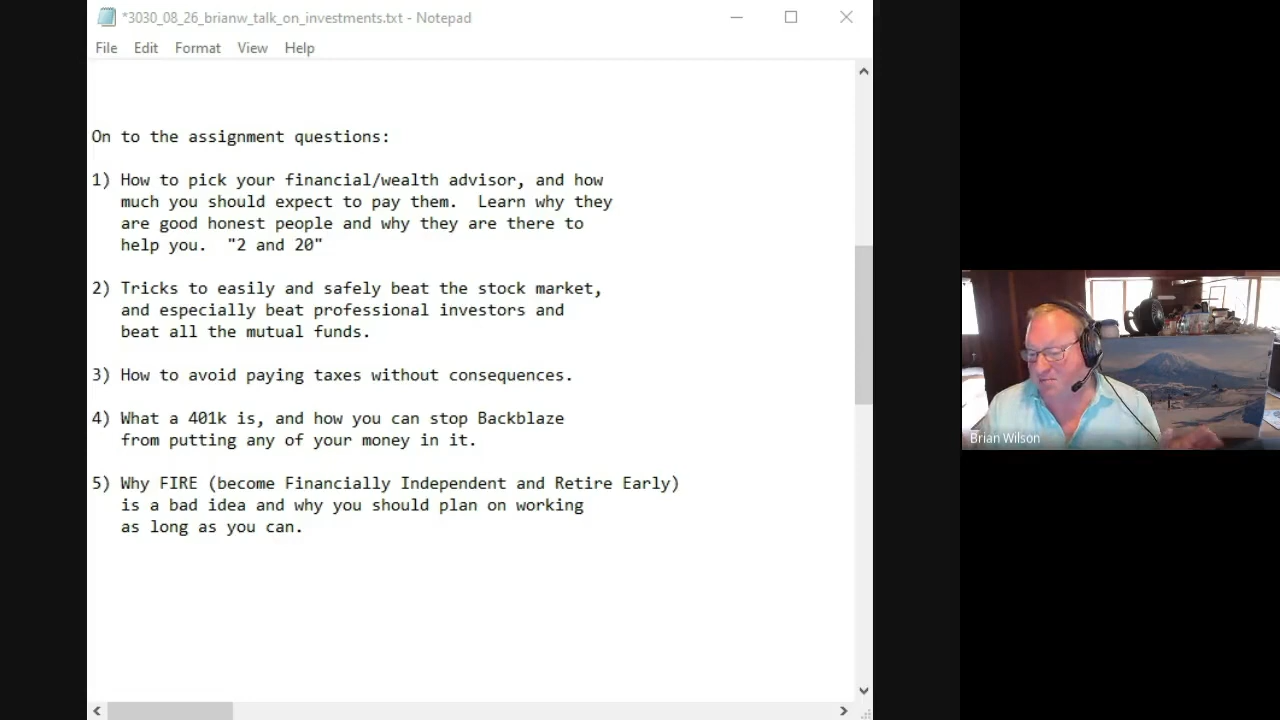 *3030_08_26_brianw_talk_on_investments.txt - Notepad
File Edit Format View Help
On to the assignment questions:
1) How to pick your financial/wealth advisor, and how
much you should expect to pay them.  Learn why they
are good honest people and why they are there to
help you.  "2 and 20"
2) Tricks to easily and safely beat the stock market,
and especially beat professional investors and
beat all the mutual funds.
3) How to avoid paying taxes without consequences.
4) What a 401k is, and how you can stop Backblaze
from putting any of your money in it.
5) Why FIRE (become Financially Independent and Retire Early)
is a bad idea and why you should plan on working
as long as you can.
Brian Wilson